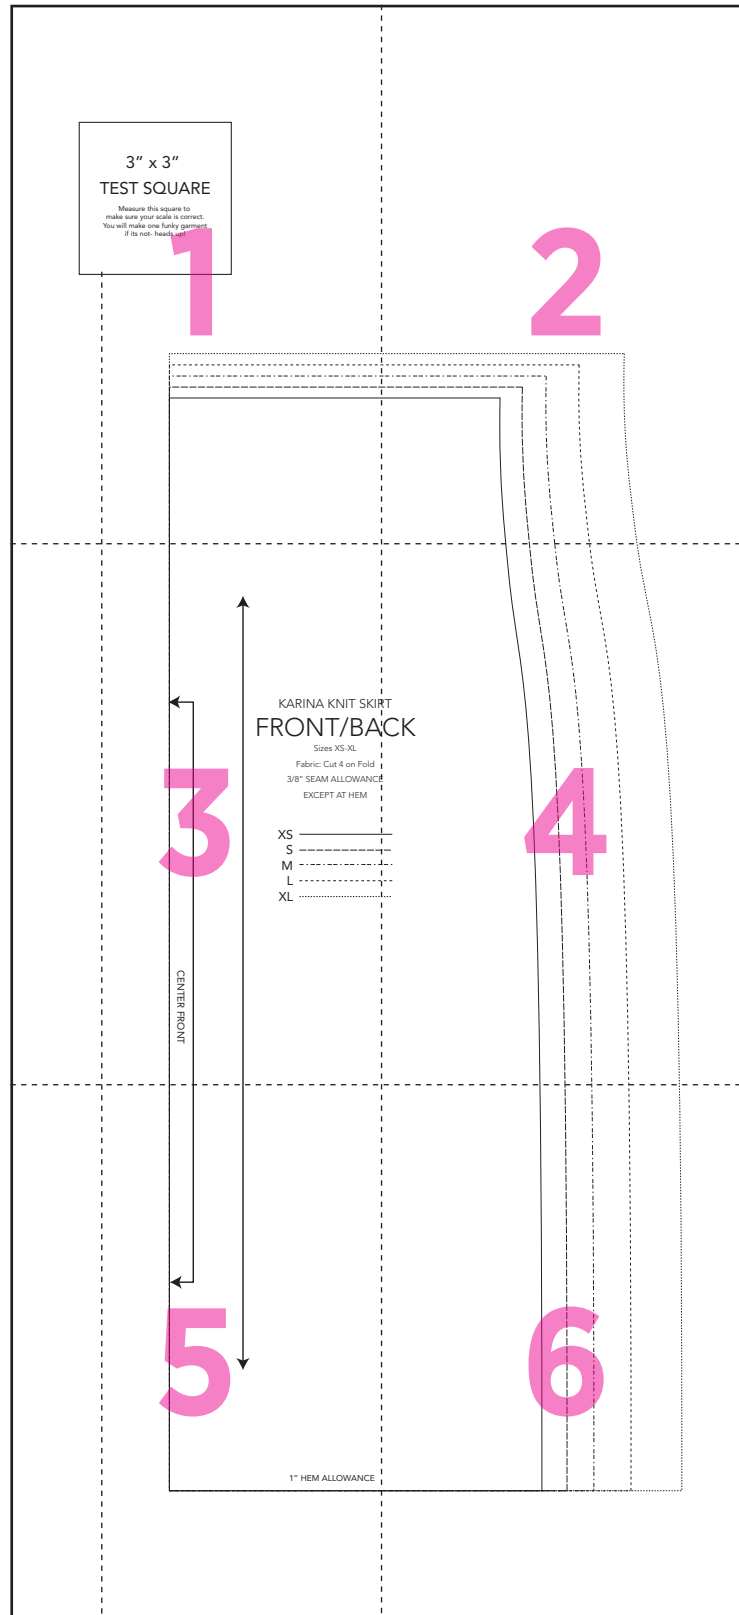 3” x 3”
TEST SQUARE
Measure this square to
make sure your scale is correct.
You will make one funky garment
if its not- heads up!
1
2
KARINA KNIT SKIRT
FRONT/BACK
Sizes XS-XL
Fabric: Cut 4 on Fold
3/8” SEAM ALLOWANCE
EXCEPT AT HEM
3
4
XS
S
M
L
XL
CENTER FRONT
5
6
1” HEM ALLOWANCE